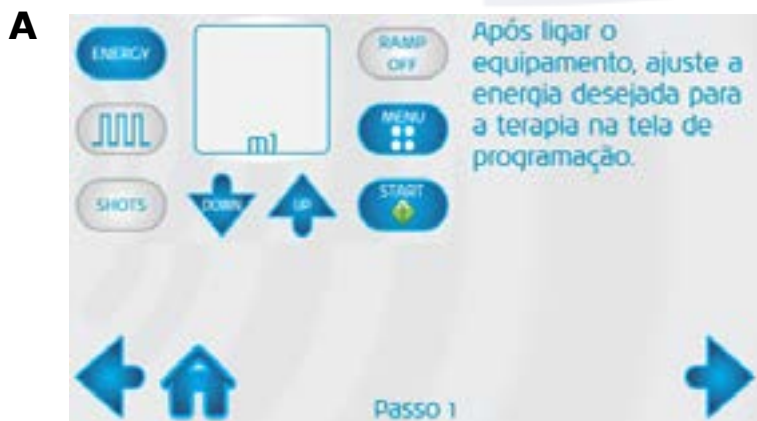 A
ENERGY
RAMP
OFF
MENU
mJ
SHOTS
DOWN
UP
START
Após ligar o
equipamento, ajuste a
energia desejada para
a terapia na tela de
programação.
Passo 1